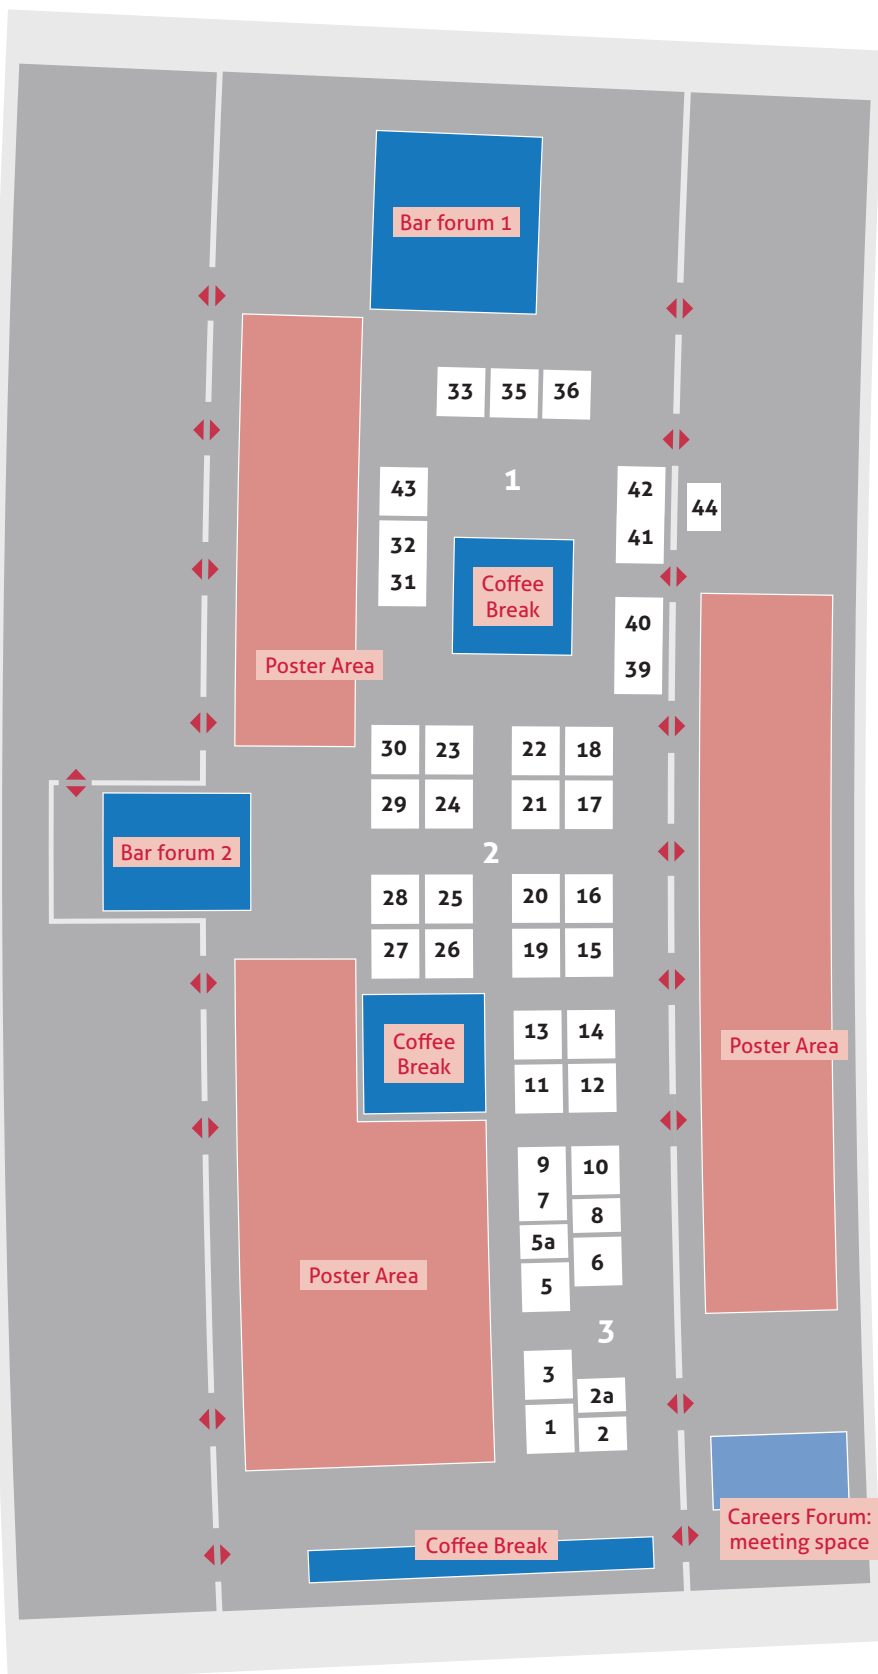 Bar forum 1
33 35 36
1
43
42
44
32
41
31
Coffee
Break
40
39
Poster Area
30 23 22 18
29 24 21 17
Bar forum 2
2
28 25 20 16
27 26 19 15
Coffee
Break
13 14
11 12
Poster Area
9 10
7
8
5a
6
5
Poster Area
3
3
2a
1
2
Careers Forum:
meeting space
Coffee Break